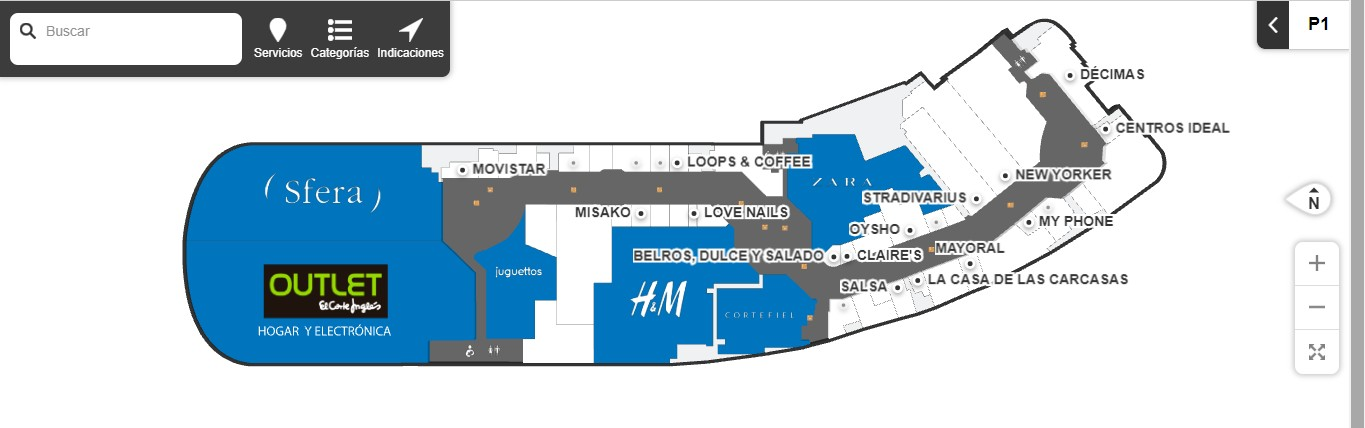 Buscar
Servicios
Categorías
Indicaciones
P1
DÉCIMAS
CENTROS IDEAL
MOVISTAR
LOOPS & COFFEE
( Sfera )
ZARA
NEW YORKER
STRADIVARIUS
MISAKO
LOVE NAILS
OYSHO
MY PHONE
N
BELROS, DULCE Y SALADO
CLAIRE'S
MAYORAL
juguettos
OUTLET
El Corte Inglés
HOGAR Y ELECTRÓNICA
H&M
CORTEFIEL
SALSA
LA CASA DE LAS CARCASAS